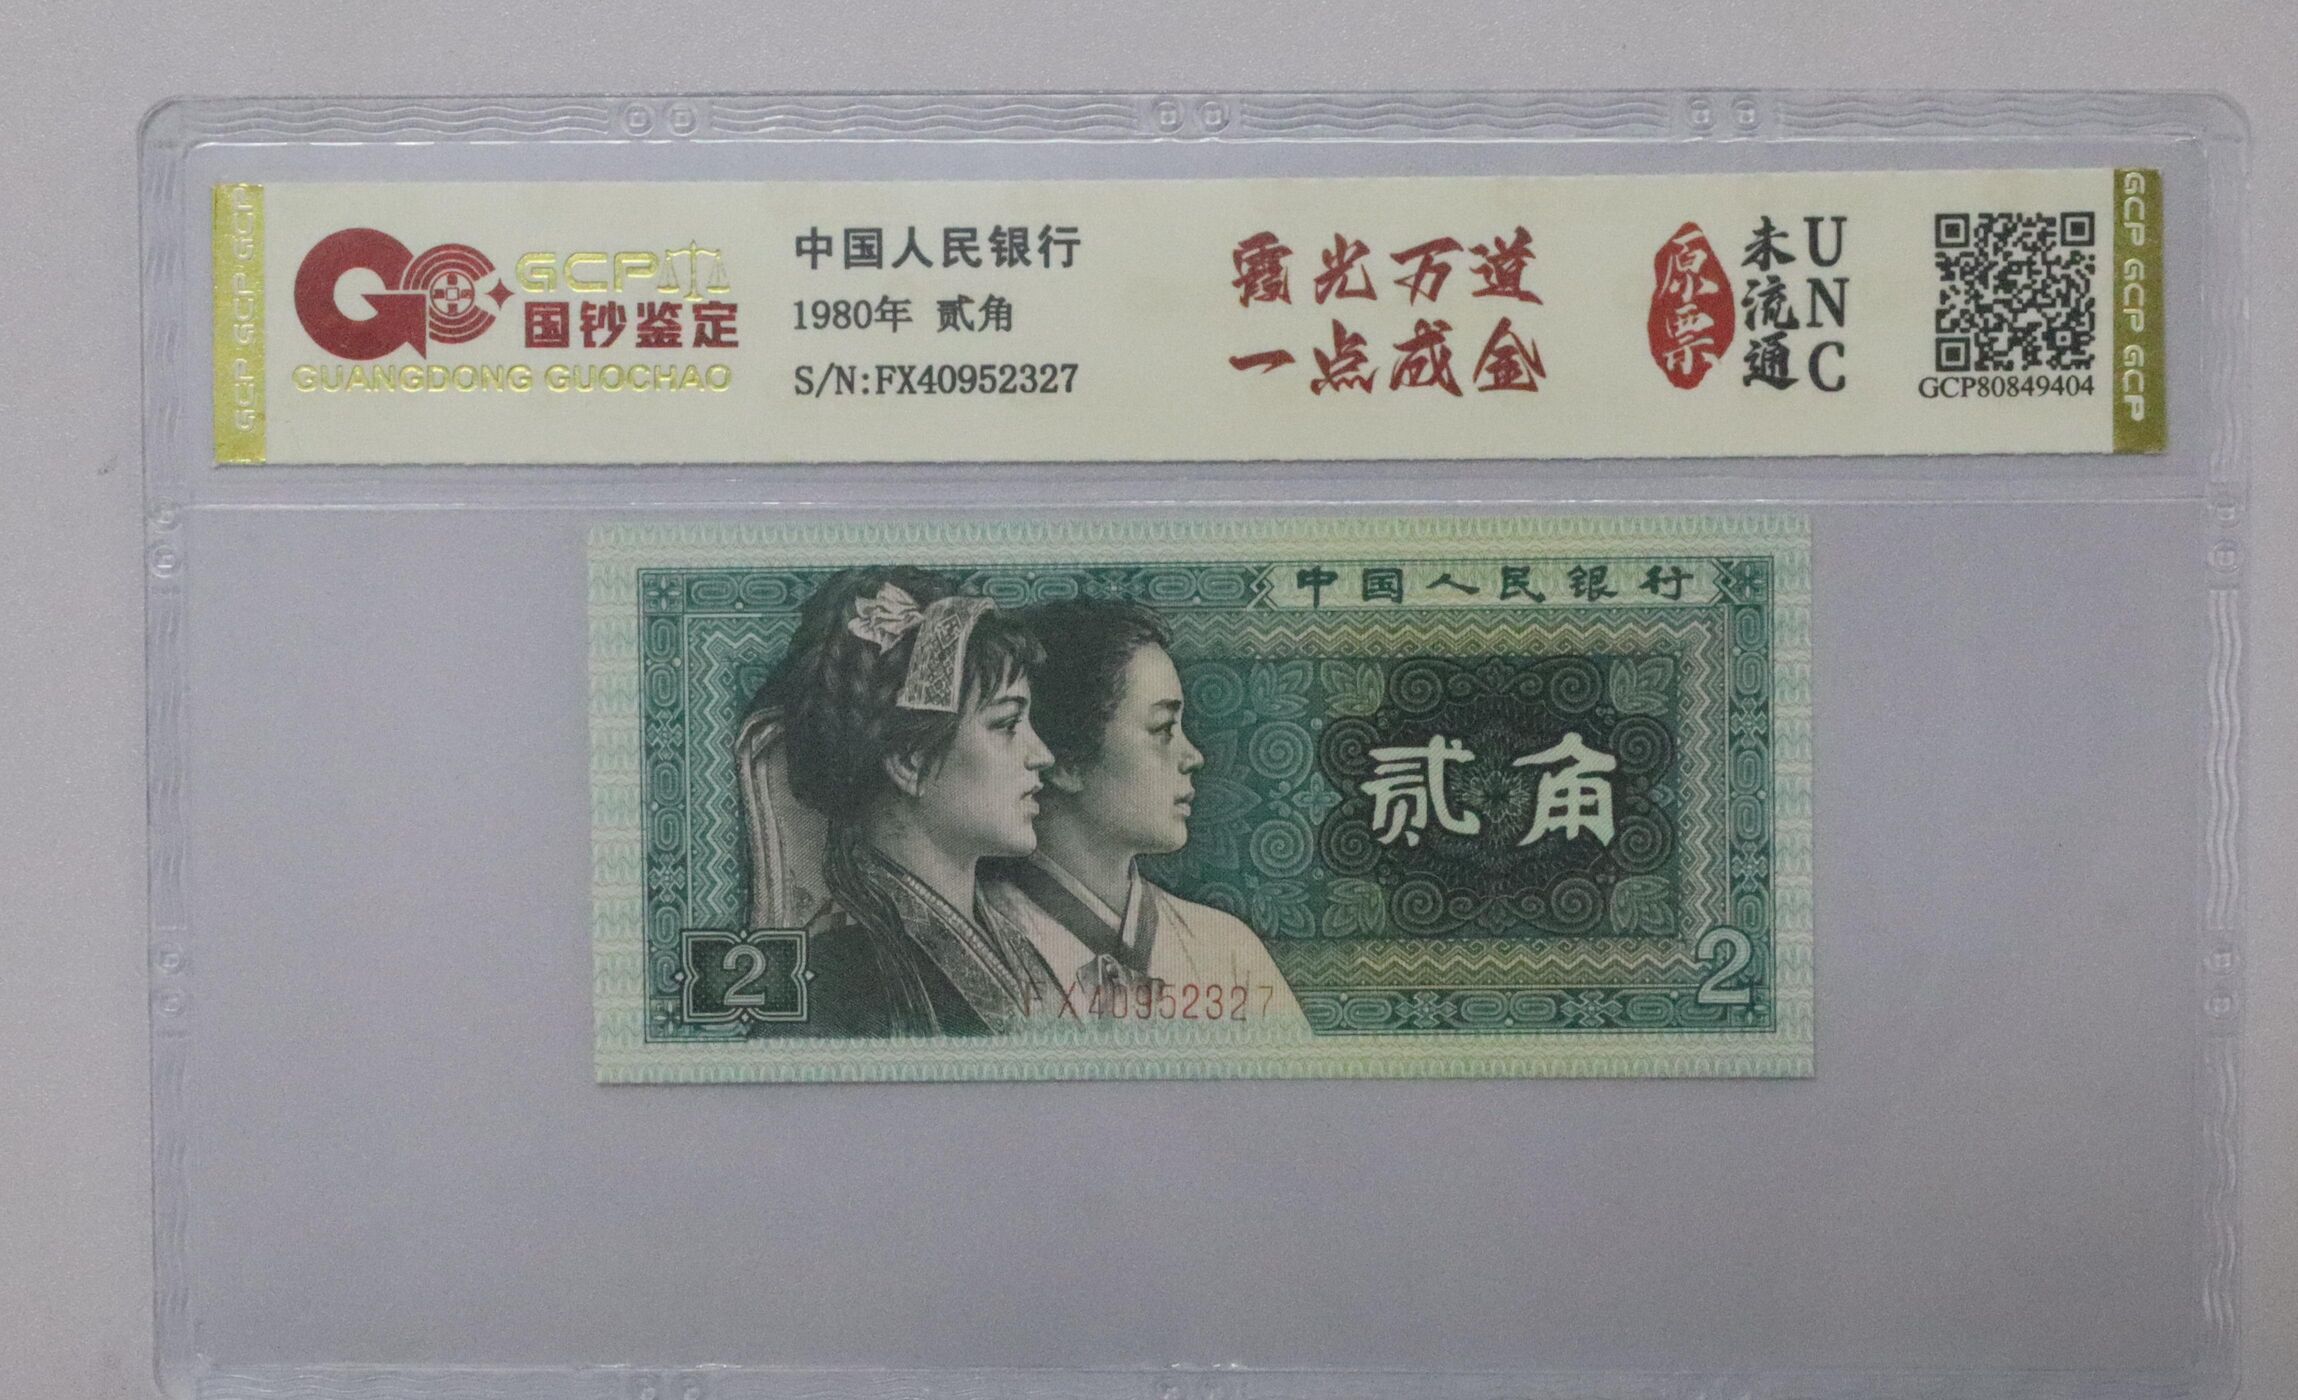 GCP
国钞鉴定
GUANGDONG GUOCHAO
中国人民银行
1980年 贰角
S/N:FX40952327
霞光万道
一点成金
原票
未流通
UNC
GCP80849404
GCP GCP GCP
GCP GCP GCP
中国人民银行
贰角
2
2
FX40952327